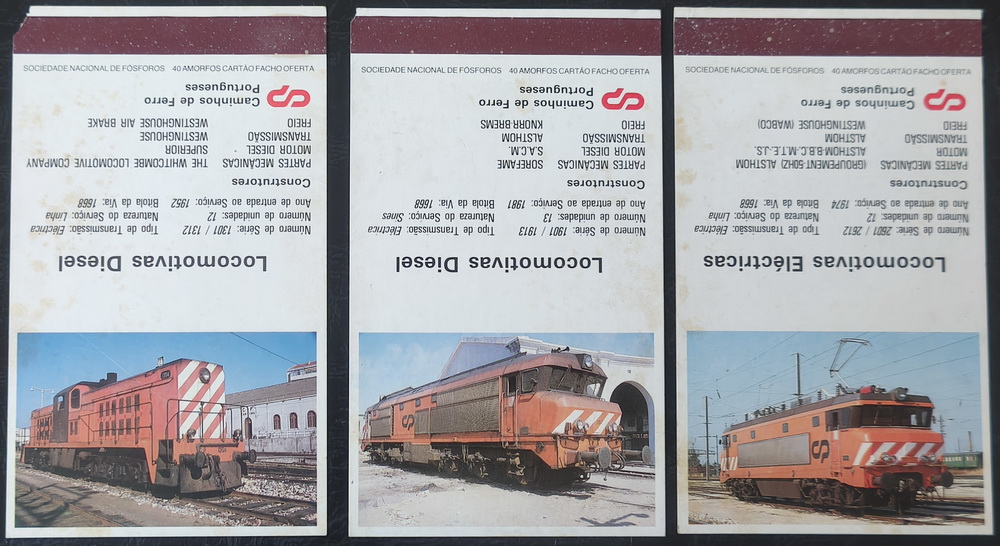 SOCIEDADE NACIONAL DE FÓSFOROS 40 AMORFOS CARTÃO FACHO OFERTA
Locomotivas Diesel
Número de Série: 1301 / 1312 Tipo de Transmissão: Eléctrica
Número de unidades: 12 Natureza do Serviço: Linha
Ano de entrada ao Serviço: 1952 Bitola da Via: 1668
Construtores
PARTES MECÂNICAS THE WHITCOMBE LOCOMOTIVE COMPANY
MOTOR DIESEL SUPERIOR
TRANSMISSÃO WESTINGHOUSE
FREIO WESTINGHOUSE AIR BRAKE
CP Caminhos de Ferro
Portugueses
SOCIEDADE NACIONAL DE FÓSFOROS 40 AMORFOS CARTÃO FACHO OFERTA
Locomotivas Diesel
Número de Série: 1901 / 1913 Tipo de Transmissão: Eléctrica
Número de unidades: 13 Natureza do Serviço: Sines
Ano de entrada ao Serviço: 1981 Bitola da Via: 1668
Construtores
PARTES MECÂNICAS SOREFAME
MOTOR DIESEL S.A.C.M.
TRANSMISSÃO ALSTHOM
FREIO KNORR-BREMS
CP Caminhos de Ferro
Portugueses
CP
SOCIEDADE NACIONAL DE FÓSFOROS 40 AMORFOS CARTÃO FACHO OFERTA
Locomotivas Eléctricas
Número de Série: 2601 / 2612 Tipo de Transmissão: Eléctrica
Número de unidades: 12 Natureza do Serviço: Linha
Ano de entrada ao Serviço: 1974 Bitola da Via: 1668
Construtores
PARTES MECÂNICAS (GROUPEMENT-50HZ) ALSTHOM
MOTOR ALSTHOM-B.B.C.-M.T.E.-J.S.
TRANSMISSÃO ALSTHOM
FREIO WESTINGHOUSE (WABCO)
CP Caminhos de Ferro
Portugueses
CP